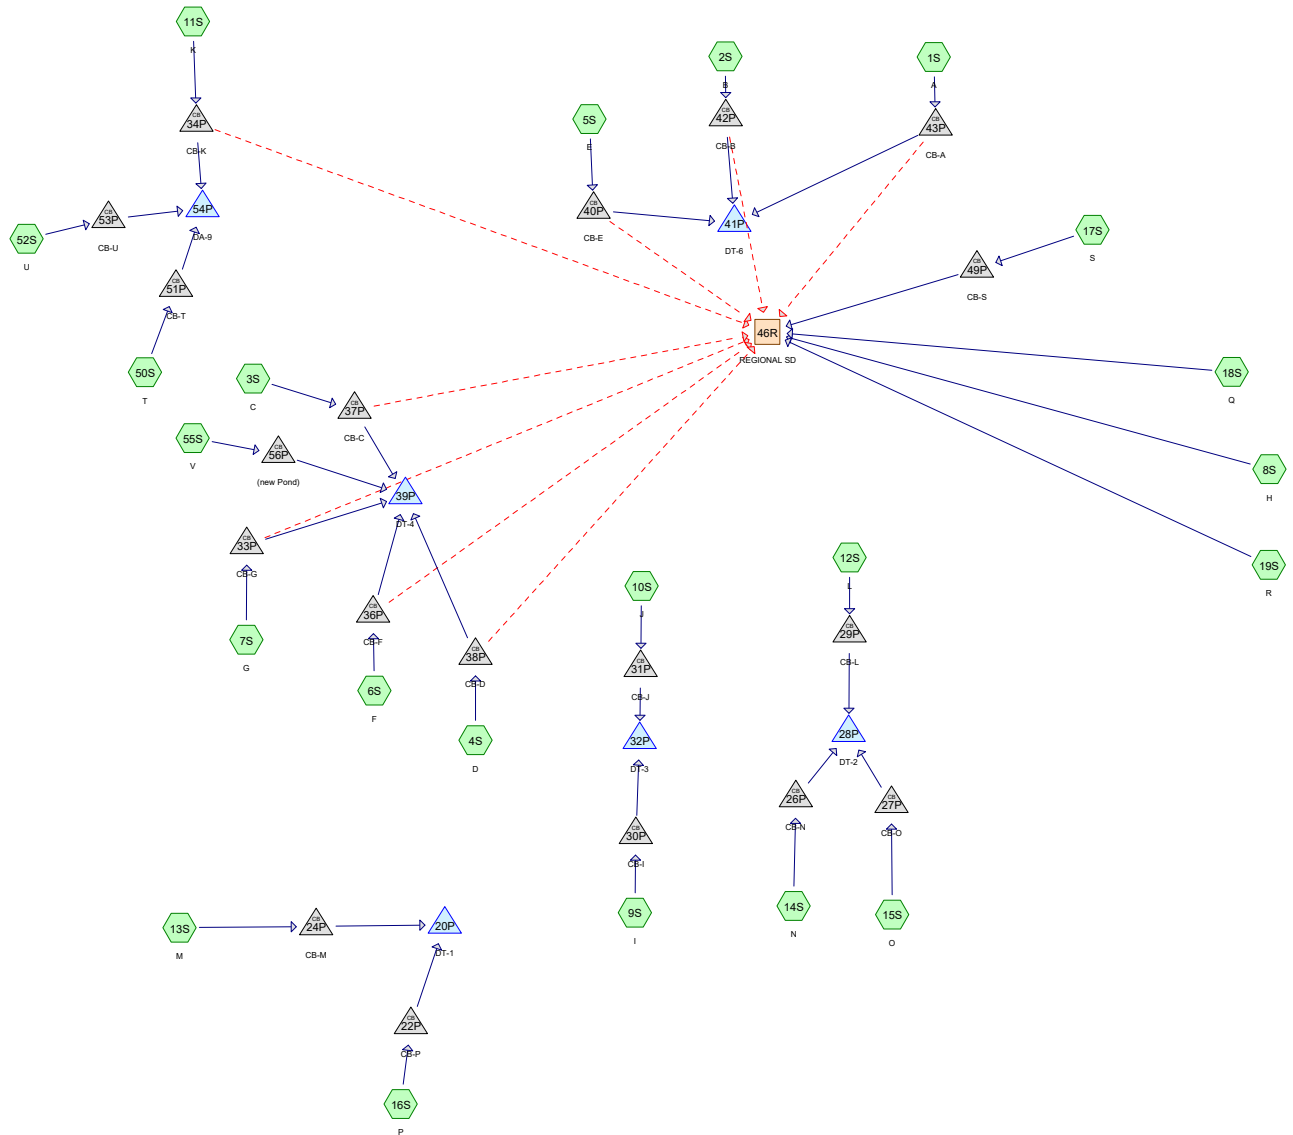 11S
K
2S
B
1S
A
CB
34P
CB-K
5S
E
CB
42P
CB-B
CB
43P
CB-A
54P
DA-9
CB
53P
CB-U
52S
U
CB
40P
CB-E
41P
DT-6
17S
S
CB
49P
CB-S
CB
51P
CB-T
46R
REGIONAL SD
50S
T
3S
C
CB
37P
CB-C
18S
Q
55S
V
CB
56P
(new Pond)
8S
H
39P
DT-4
CB
33P
CB-G
12S
L
19S
R
10S
J
CB
36P
CB-F
7S
G
CB
29P
CB-L
CB
38P
CB-D
CB
31P
CB-J
6S
F
4S
D
32P
DT-3
28P
DT-2
CB
26P
CB-N
CB
27P
CB-O
CB
30P
CB-I
14S
N
15S
O
9S
I
13S
M
CB
24P
CB-M
20P
DT-1
CB
22P
CB-P
16S
P